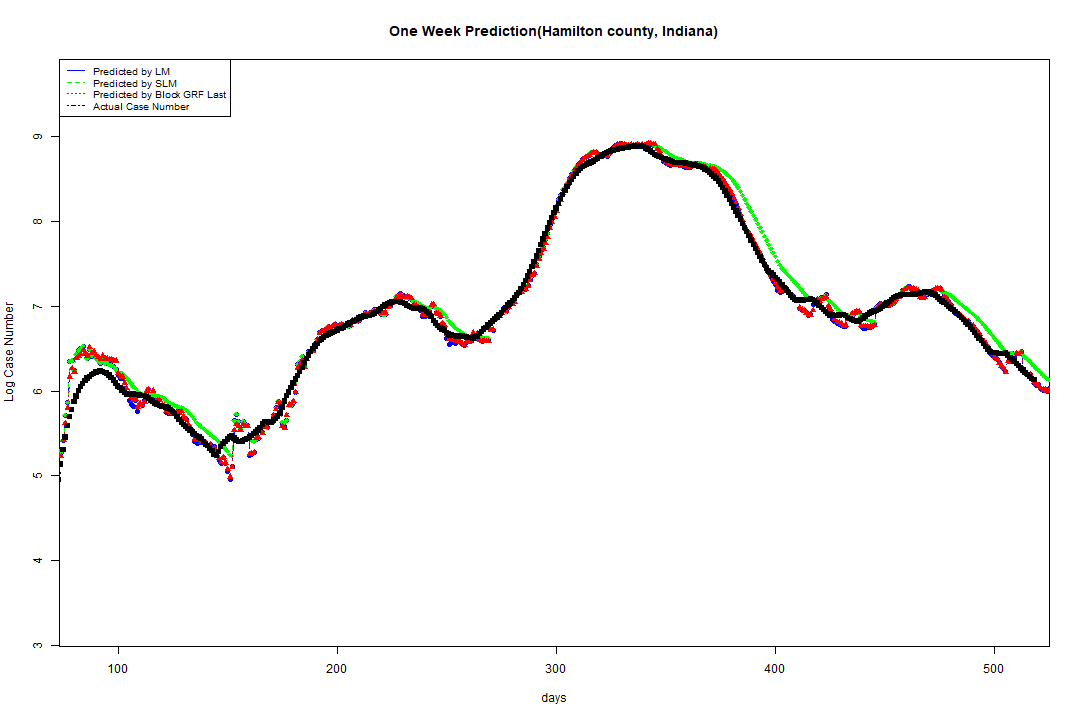 One Week Prediction(Hamilton county, Indiana)
Predicted by LM
Predicted by SLM
Predicted by Block GRF Last
Actual Case Number
Log Case Number
9
8
7
6
5
4
3
100 200 300 400 500
days